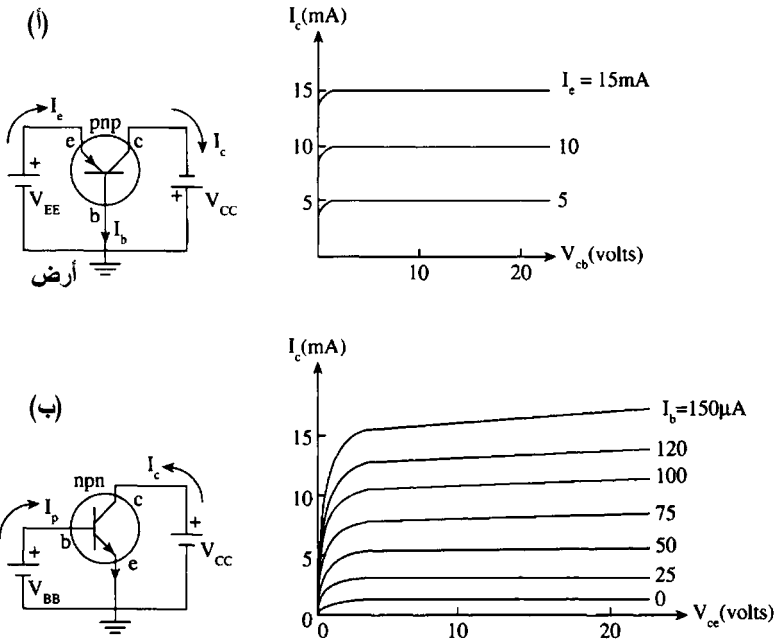 (أ)
I_e
pnp
e
c
I_c
+
V_EE
b
I_b
+
V_CC
أرض
I_c(mA)
15
10
5
I_e = 15mA
10
5
10
20
V_cb(volts)
(ب)
I_p
npn
I_c
b
c
e
+
V_BB
+
V_CC
I_c(mA)
15
10
5
0
I_b=150µA
120
100
75
50
25
0
0
10
20
V_ce(volts)